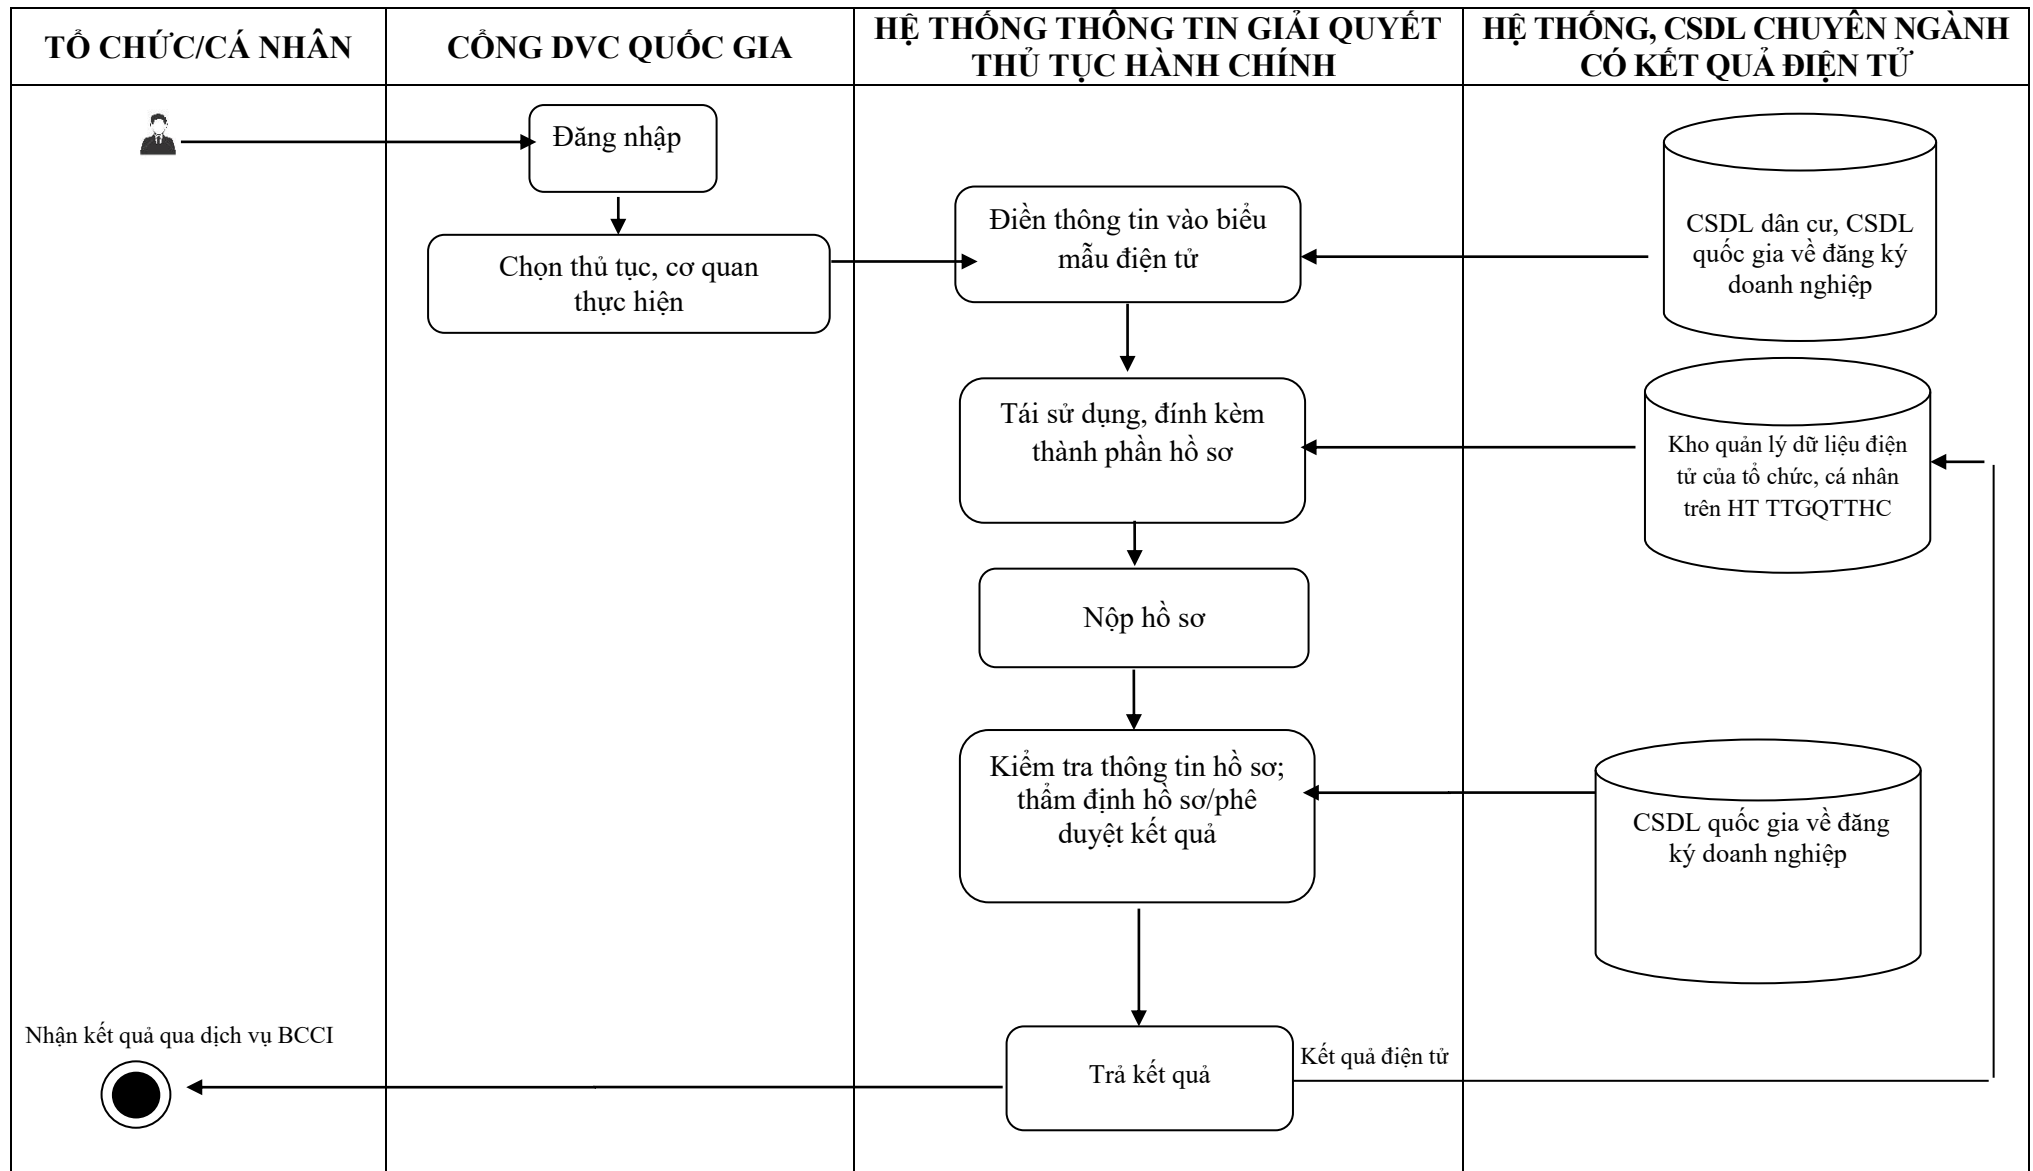 TỔ CHỨC/CÁ NHÂN
CỔNG DVC QUỐC GIA
HỆ THỐNG THÔNG TIN GIẢI QUYẾT
THỦ TỤC HÀNH CHÍNH
HỆ THỐNG, CSDL CHUYÊN NGÀNH
CÓ KẾT QUẢ ĐIỆN TỬ
Đăng nhập
Chọn thủ tục, cơ quan
thực hiện
Điền thông tin vào biểu
mẫu điện tử
CSDL dân cư, CSDL
quốc gia về đăng ký
doanh nghiệp
Tái sử dụng, đính kèm
thành phần hồ sơ
Kho quản lý dữ liệu điện
tử của tổ chức, cá nhân
trên HT TTGQTTHC
Nộp hồ sơ
Kiểm tra thông tin hồ sơ;
thẩm định hồ sơ/phê
duyệt kết quả
CSDL quốc gia về đăng
ký doanh nghiệp
Nhận kết quả qua dịch vụ BCCI
Trả kết quả
Kết quả điện tử